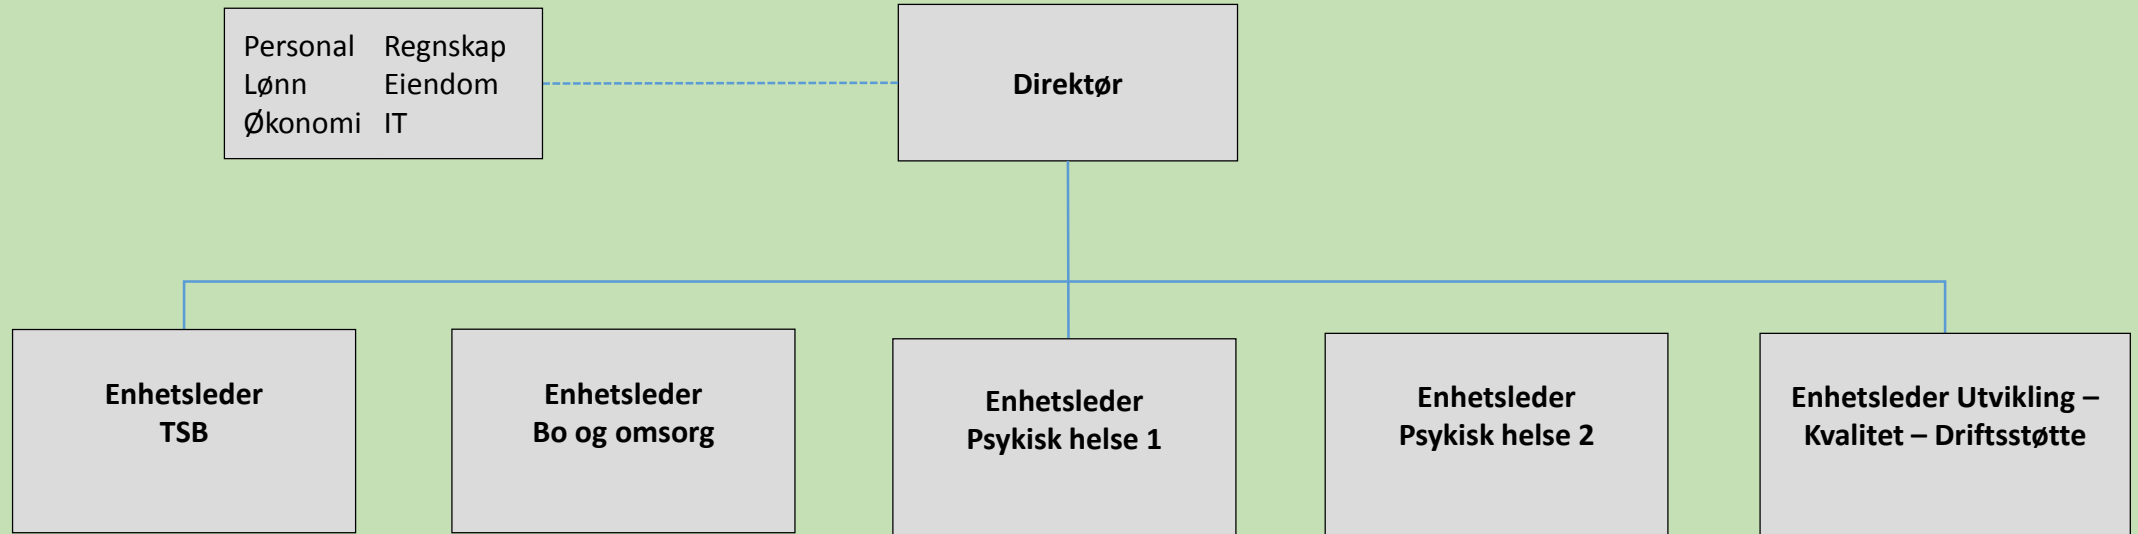 Personal Regnskap
Lønn Eiendom
Økonomi IT
Direktør
Enhetsleder
TSB
Enhetsleder
Bo og omsorg
Enhetsleder
Psykisk helse 1
Enhetsleder
Psykisk helse 2
Enhetsleder Utvikling –
Kvalitet – Driftsstøtte